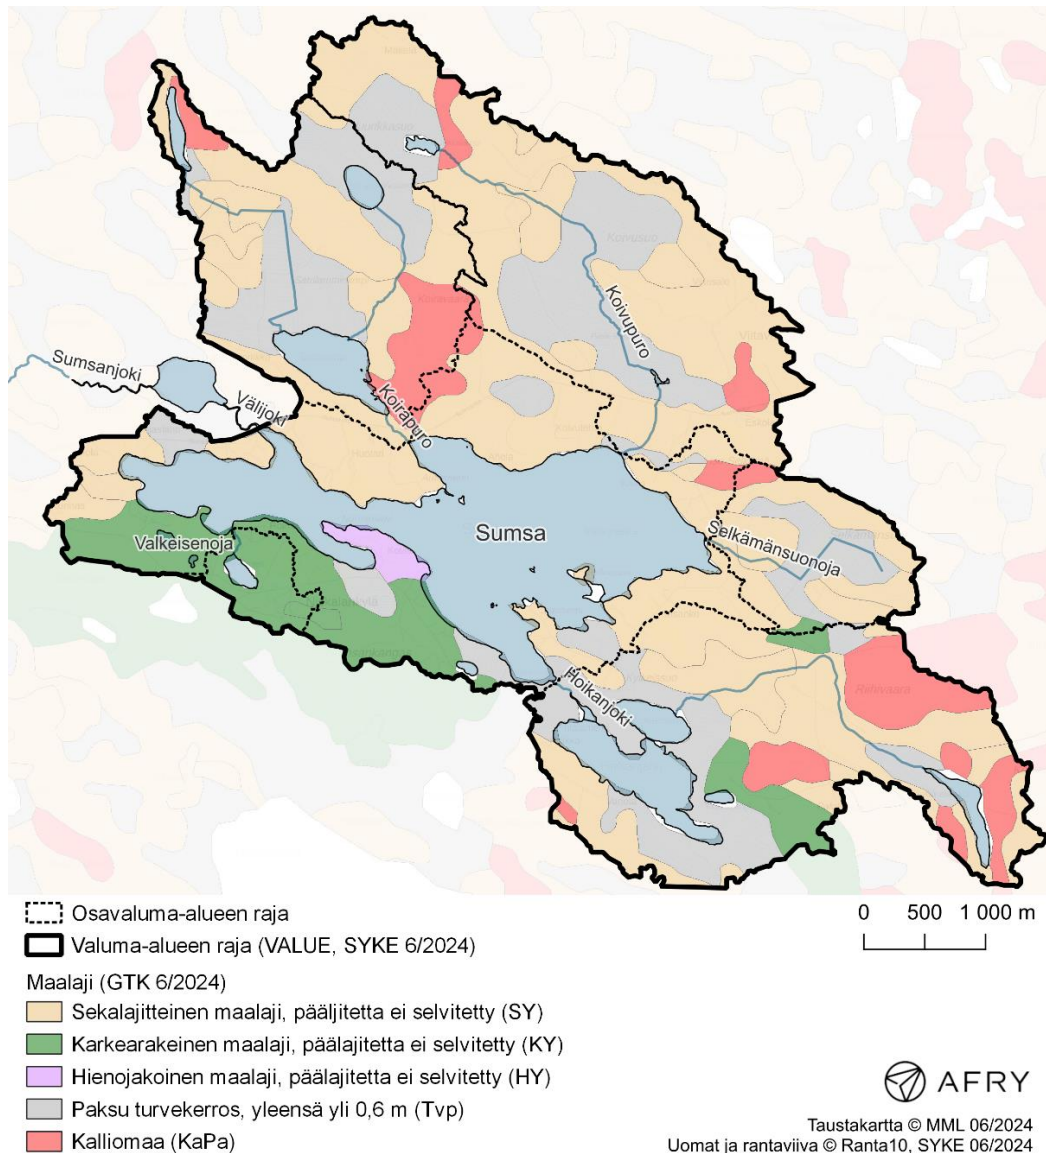 Koivupuro
Sumsanjoki
Välijoki
Koirapuro
Sumsa
Selkämänsuonoja
Valkeisenoja
Hoikanjoki
Osavaluma-alueen raja
Valuma-alueen raja (VALUE, SYKE 6/2024)
0 500 1 000 m
Maalaji (GTK 6/2024)
Sekalajitteinen maalaji, pääljitetta ei selvitetty (SY)
Karkearakeinen maalaji, päälajitetta ei selvitetty (KY)
Hienojakoinen maalaji, päälajitetta ei selvitetty (HY)
Paksu turvekerros, yleensä yli 0,6 m (Tvp)
Kalliomaa (KaPa)
AFRY
Taustakartta © MML 06/2024
Uomat ja rantaviiva © Ranta10, SYKE 06/2024